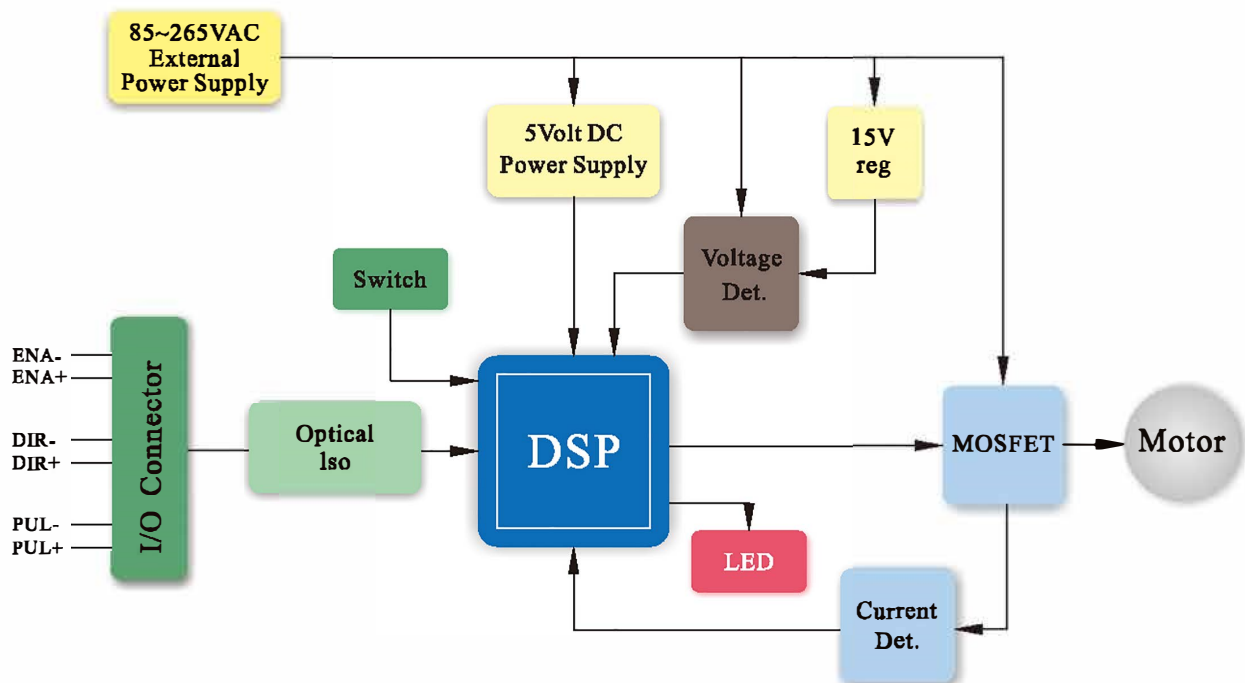 85~265VAC
External
Power Supply
5Volt DC
Power Supply
15V
reg
Voltage
Det.
Switch
ENA-
ENA+
DIR-
DIR+
PUL-
PUL+
I/O Connector
Optical
lso
DSP
MOSFET
Motor
LED
Current
Det.